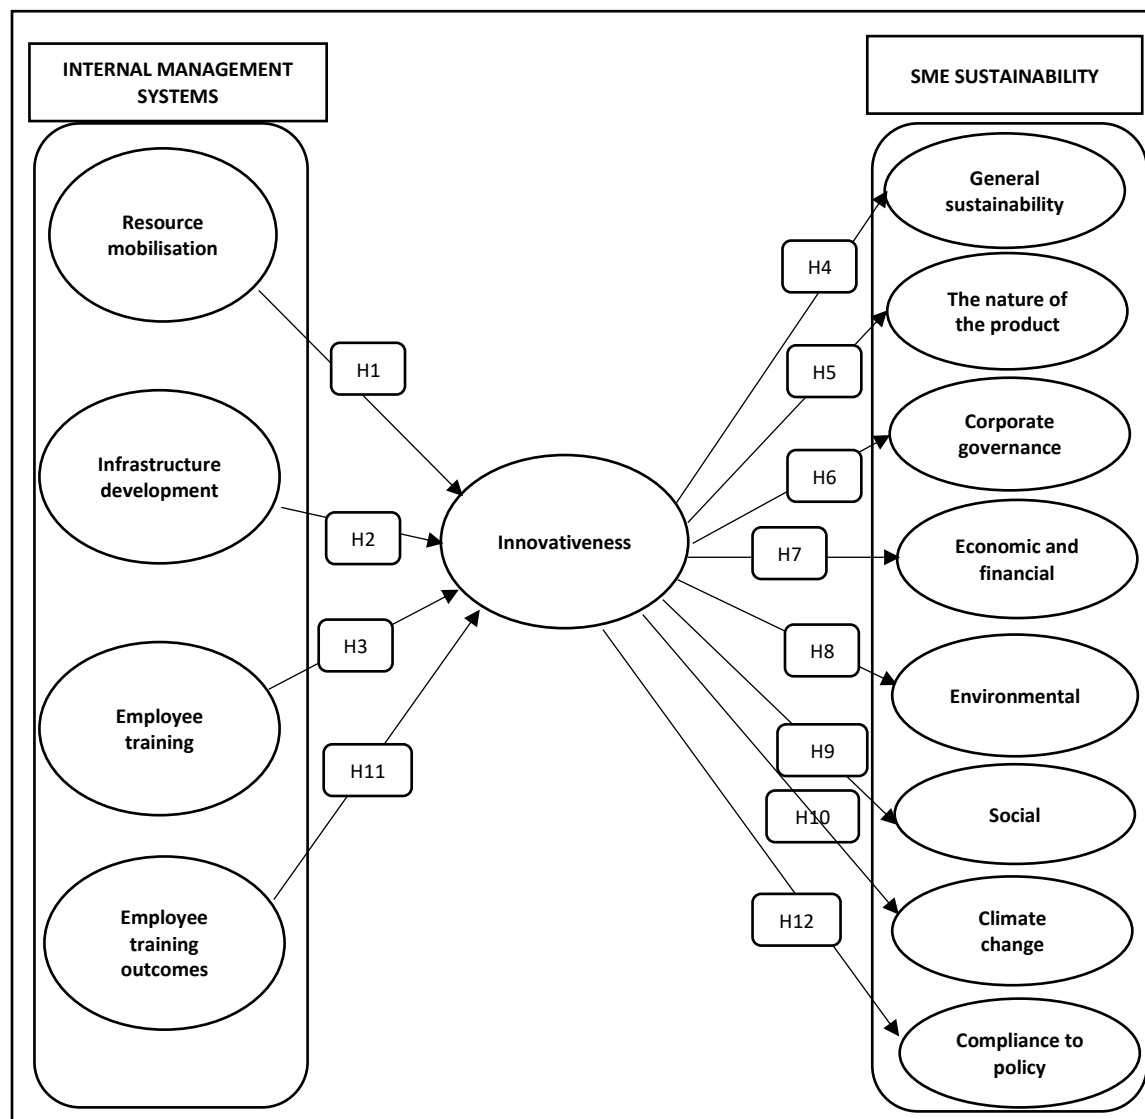 INTERNAL MANAGEMENT
SYSTEMS
Resource
mobilisation
Infrastructure
development
Employee
training
Employee
training
outcomes
H1
H2
H3
H11
Innovativeness
H4
H5
H6
H7
H8
H9
H10
H12
SME SUSTAINABILITY
General
sustainability
The nature of
the product
Corporate
governance
Economic and
financial
Environmental
Social
Climate
change
Compliance to
policy